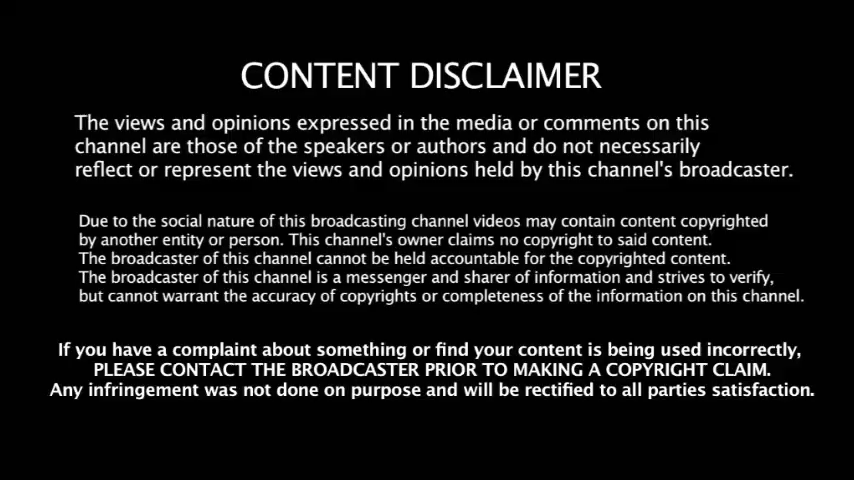 CONTENT DISCLAIMER
The views and opinions expressed in the media or comments on this
channel are those of the speakers or authors and do not necessarily
reflect or represent the views and opinions held by this channel's broadcaster.
Due to the social nature of this broadcasting channel videos may contain content copyrighted
by another entity or person. This channel's owner claims no copyright to said content.
The broadcaster of this channel cannot be held accountable for the copyrighted content.
The broadcaster of this channel is a messenger and sharer of information and strives to verify,
but cannot warrant the accuracy of copyrights or completeness of the information on this channel.
If you have a complaint about something or find your content is being used incorrectly,
PLEASE CONTACT THE BROADCASTER PRIOR TO MAKING A COPYRIGHT CLAIM.
Any infringement was not done on purpose and will be rectified to all parties satisfaction.